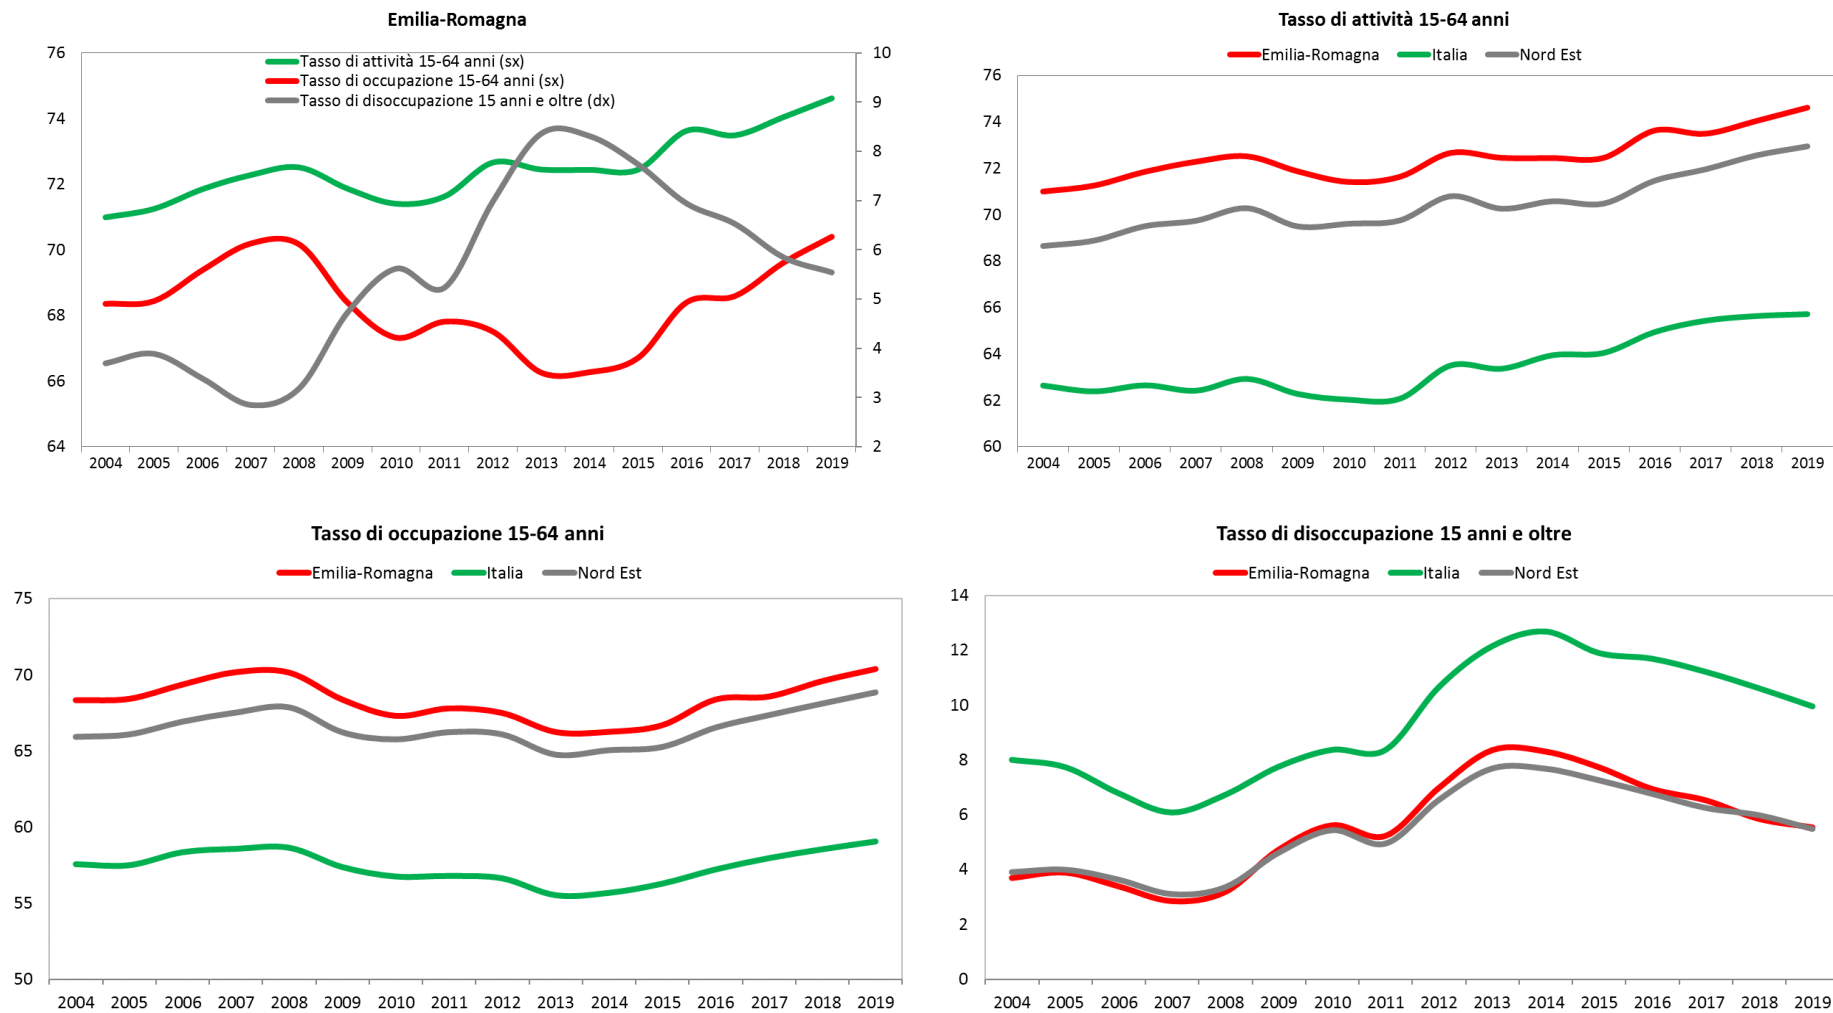 Emilia-Romagna
Tasso di attività 15-64 anni (sx)
Tasso di occupazione 15-64 anni (sx)
Tasso di disoccupazione 15 anni e oltre (dx)
76
74
72
70
68
66
64
10
9
8
7
6
5
4
3
2
2004 2005 2006 2007 2008 2009 2010 2011 2012 2013 2014 2015 2016 2017 2018 2019
Tasso di attività 15-64 anni
Emilia-Romagna Italia Nord Est
76
74
72
70
68
66
64
62
60
2004 2005 2006 2007 2008 2009 2010 2011 2012 2013 2014 2015 2016 2017 2018 2019
Tasso di occupazione 15-64 anni
Emilia-Romagna Italia Nord Est
75
70
65
60
55
50
2004 2005 2006 2007 2008 2009 2010 2011 2012 2013 2014 2015 2016 2017 2018 2019
Tasso di disoccupazione 15 anni e oltre
Emilia-Romagna Italia Nord Est
14
12
10
8
6
4
2
0
2004 2005 2006 2007 2008 2009 2010 2011 2012 2013 2014 2015 2016 2017 2018 2019